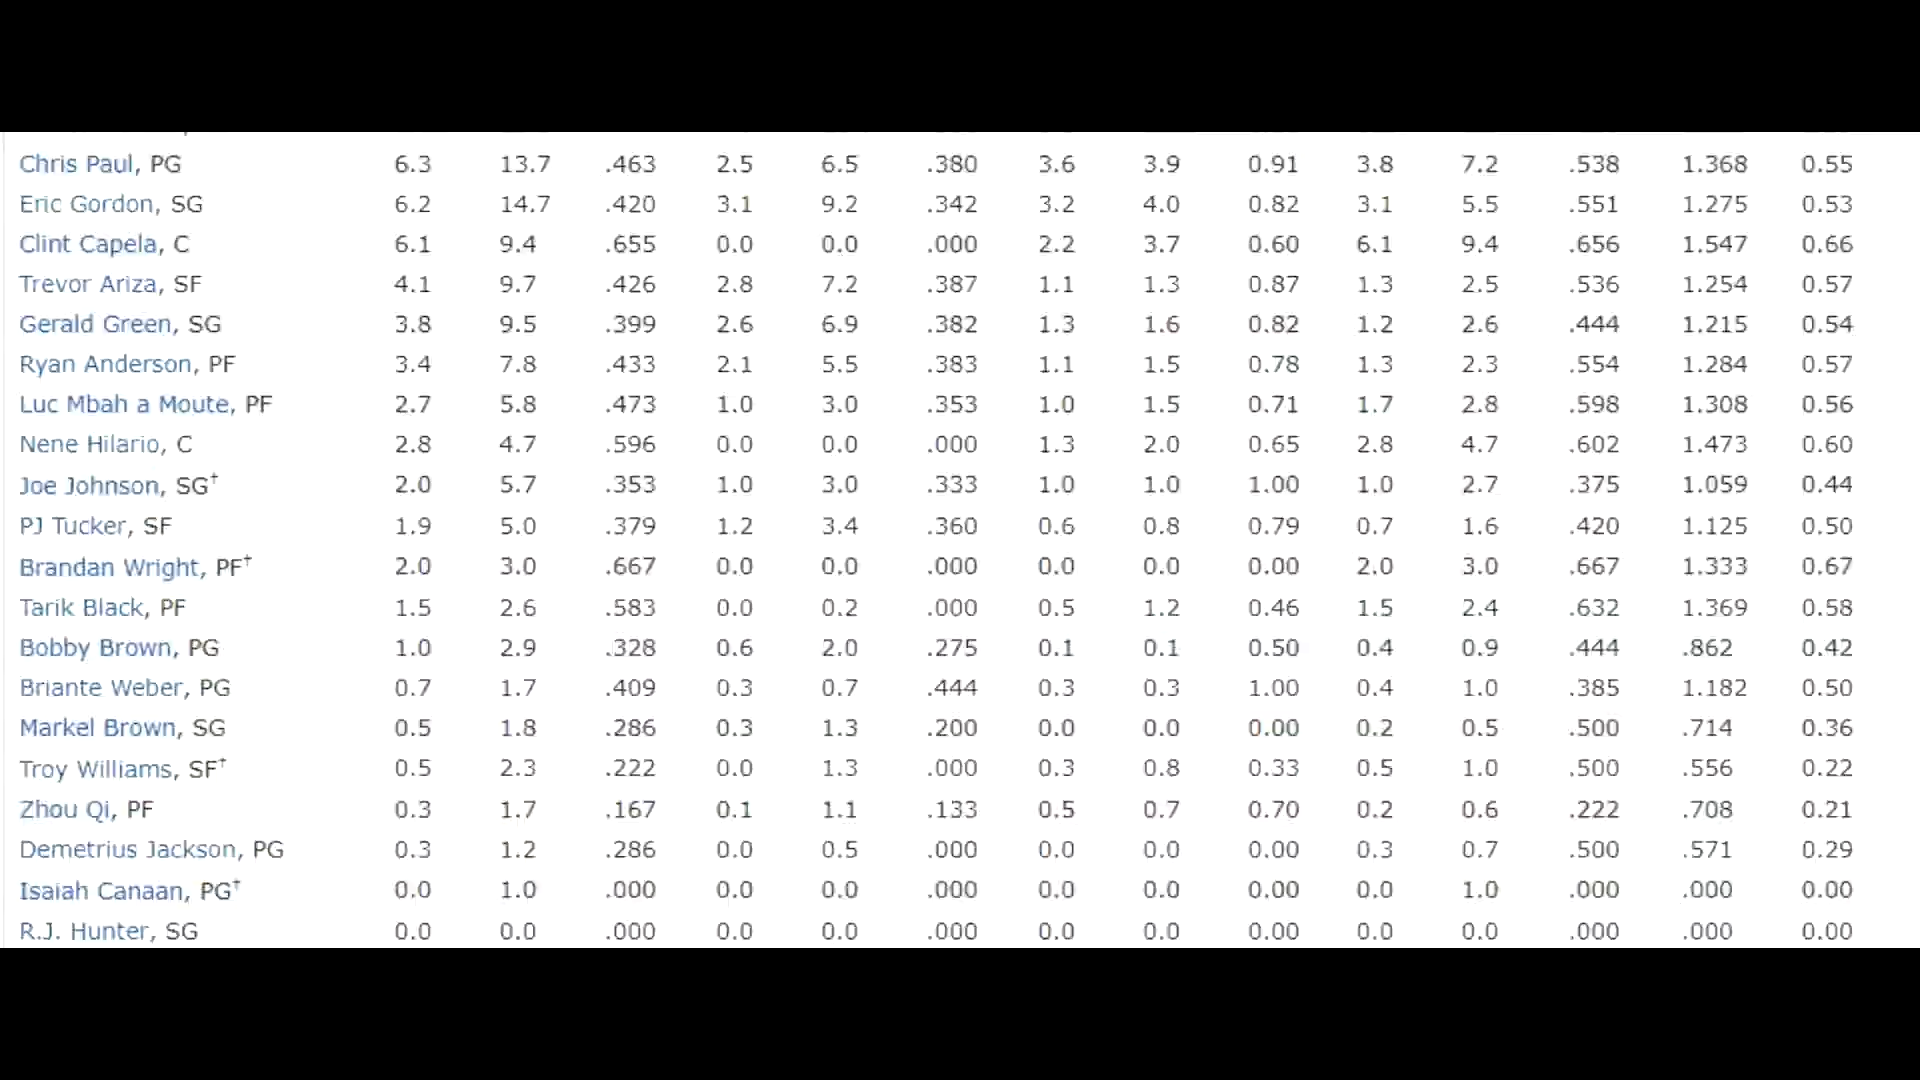 Chris Paul, PG 6.3 13.7 .463 2.5 6.5 .380 3.6 3.9 0.91 3.8 7.2 .538 1.368 0.55
Eric Gordon, SG 6.2 14.7 .420 3.1 9.2 .342 3.2 4.0 0.82 3.1 5.5 .551 1.275 0.53
Clint Capela, C 6.1 9.4 .655 0.0 0.0 .000 2.2 3.7 0.60 6.1 9.4 .656 1.547 0.66
Trevor Ariza, SF 4.1 9.7 .426 2.8 7.2 .387 1.1 1.3 0.87 1.3 2.5 .536 1.254 0.57
Gerald Green, SG 3.8 9.5 .399 2.6 6.9 .382 1.3 1.6 0.82 1.2 2.6 .444 1.215 0.54
Ryan Anderson, PF 3.4 7.8 .433 2.1 5.5 .383 1.1 1.5 0.78 1.3 2.3 .554 1.284 0.57
Luc Mbah a Moute, PF 2.7 5.8 .473 1.0 3.0 .353 1.0 1.5 0.71 1.7 2.8 .598 1.308 0.56
Nene Hilario, C 2.8 4.7 .596 0.0 0.0 .000 1.3 2.0 0.65 2.8 4.7 .602 1.473 0.60
Joe Johnson, SG† 2.0 5.7 .353 1.0 3.0 .333 1.0 1.0 1.00 1.0 2.7 .375 1.059 0.44
PJ Tucker, SF 1.9 5.0 .379 1.2 3.4 .360 0.6 0.8 0.79 0.7 1.6 .420 1.125 0.50
Brandan Wright, PF† 2.0 3.0 .667 0.0 0.0 .000 0.0 0.0 0.00 2.0 3.0 .667 1.333 0.67
Tarik Black, PF 1.5 2.6 .583 0.0 0.2 .000 0.5 1.2 0.46 1.5 2.4 .632 1.369 0.58
Bobby Brown, PG 1.0 2.9 .328 0.6 2.0 .275 0.1 0.1 0.50 0.4 0.9 .444 .862 0.42
Briante Weber, PG 0.7 1.7 .409 0.3 0.7 .444 0.3 0.3 1.00 0.4 1.0 .385 1.182 0.50
Markel Brown, SG 0.5 1.8 .286 0.3 1.3 .200 0.0 0.0 0.00 0.2 0.5 .500 .714 0.36
Troy Williams, SF† 0.5 2.3 .222 0.0 1.3 .000 0.3 0.8 0.33 0.5 1.0 .500 .556 0.22
Zhou Qi, PF 0.3 1.7 .167 0.1 1.1 .133 0.5 0.7 0.70 0.2 0.6 .222 .708 0.21
Demetrius Jackson, PG 0.3 1.2 .286 0.0 0.5 .000 0.0 0.0 0.00 0.3 0.7 .500 .571 0.29
Isaiah Canaan, PG† 0.0 1.0 .000 0.0 0.0 .000 0.0 0.0 0.00 0.0 1.0 .000 .000 0.00
R.J. Hunter, SG 0.0 0.0 .000 0.0 0.0 .000 0.0 0.0 0.00 0.0 0.0 .000 .000 0.00